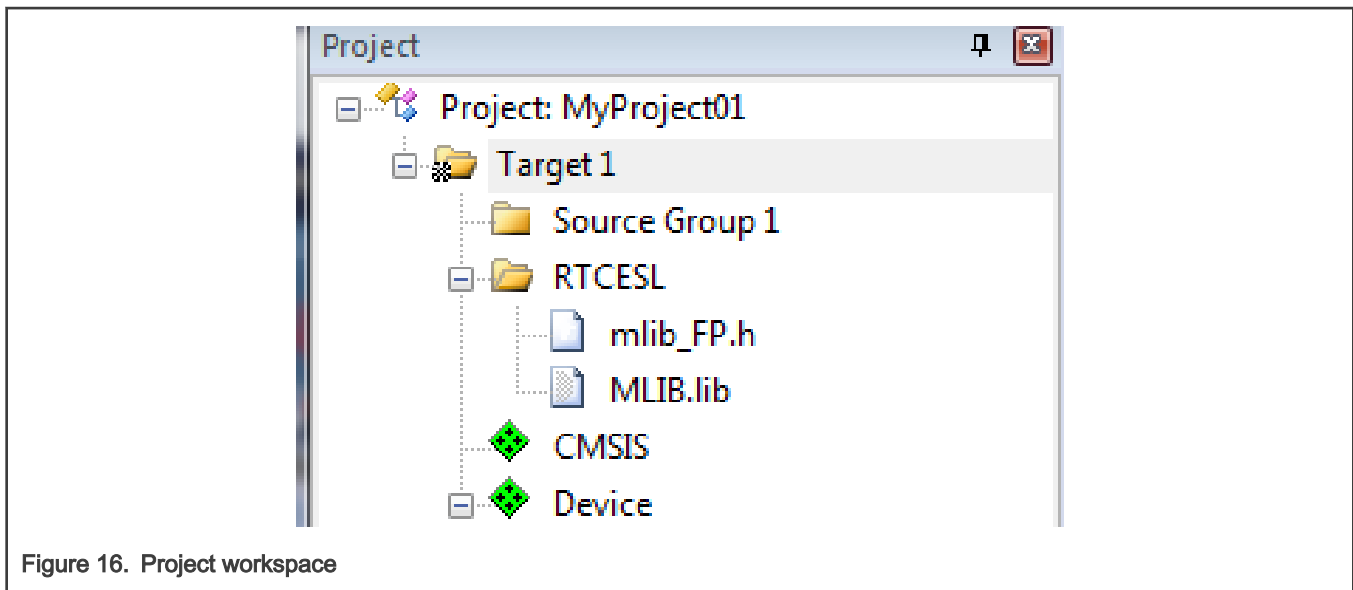 Project
Project: MyProject01
Target 1
Source Group 1
RTCESL
mlib_FP.h
MLIB.lib
CMSIS
Device
Figure 16. Project workspace